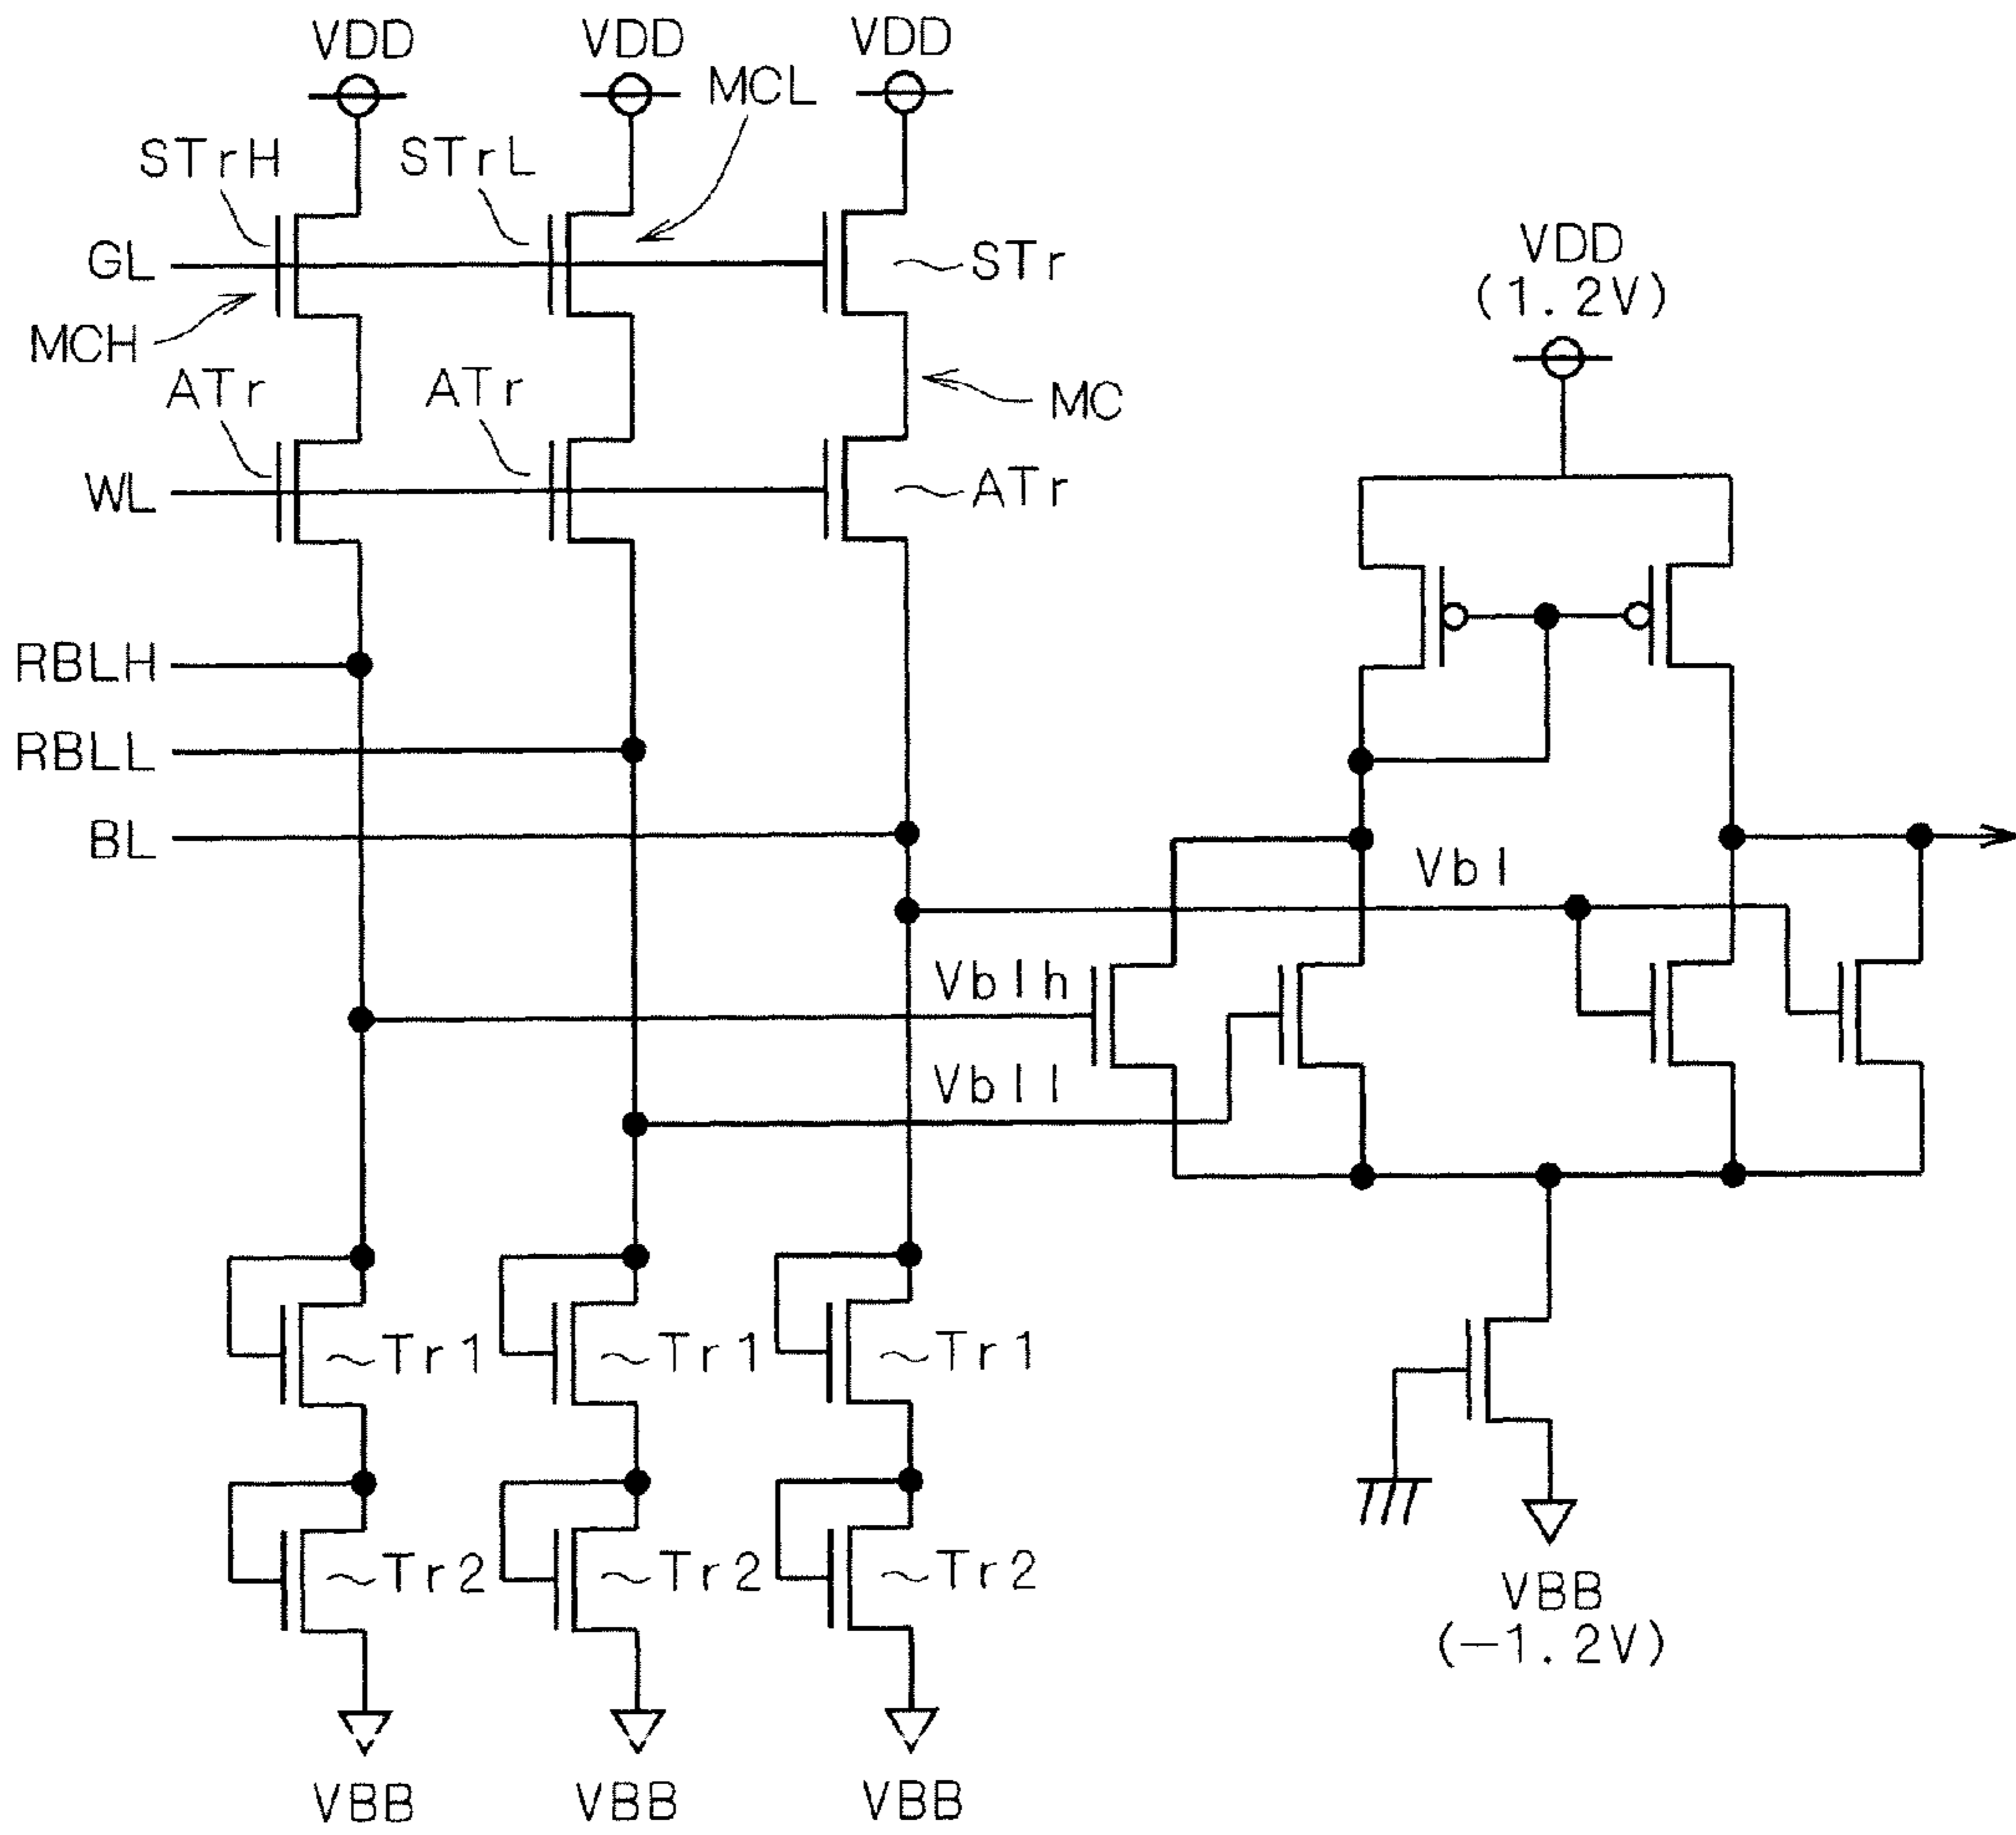 VDD
VDD
VDD
MCL
STrH
STrL
GL
STr
VDD
(1.2V)
MCH
ATr
ATr
MC
WL
ATr
RBLH
RBLL
BL
Vbl
Vblh
Vbll
Tr1
Tr1
Tr1
Tr2
Tr2
Tr2
VBB
(-1.2V)
VBB
VBB
VBB